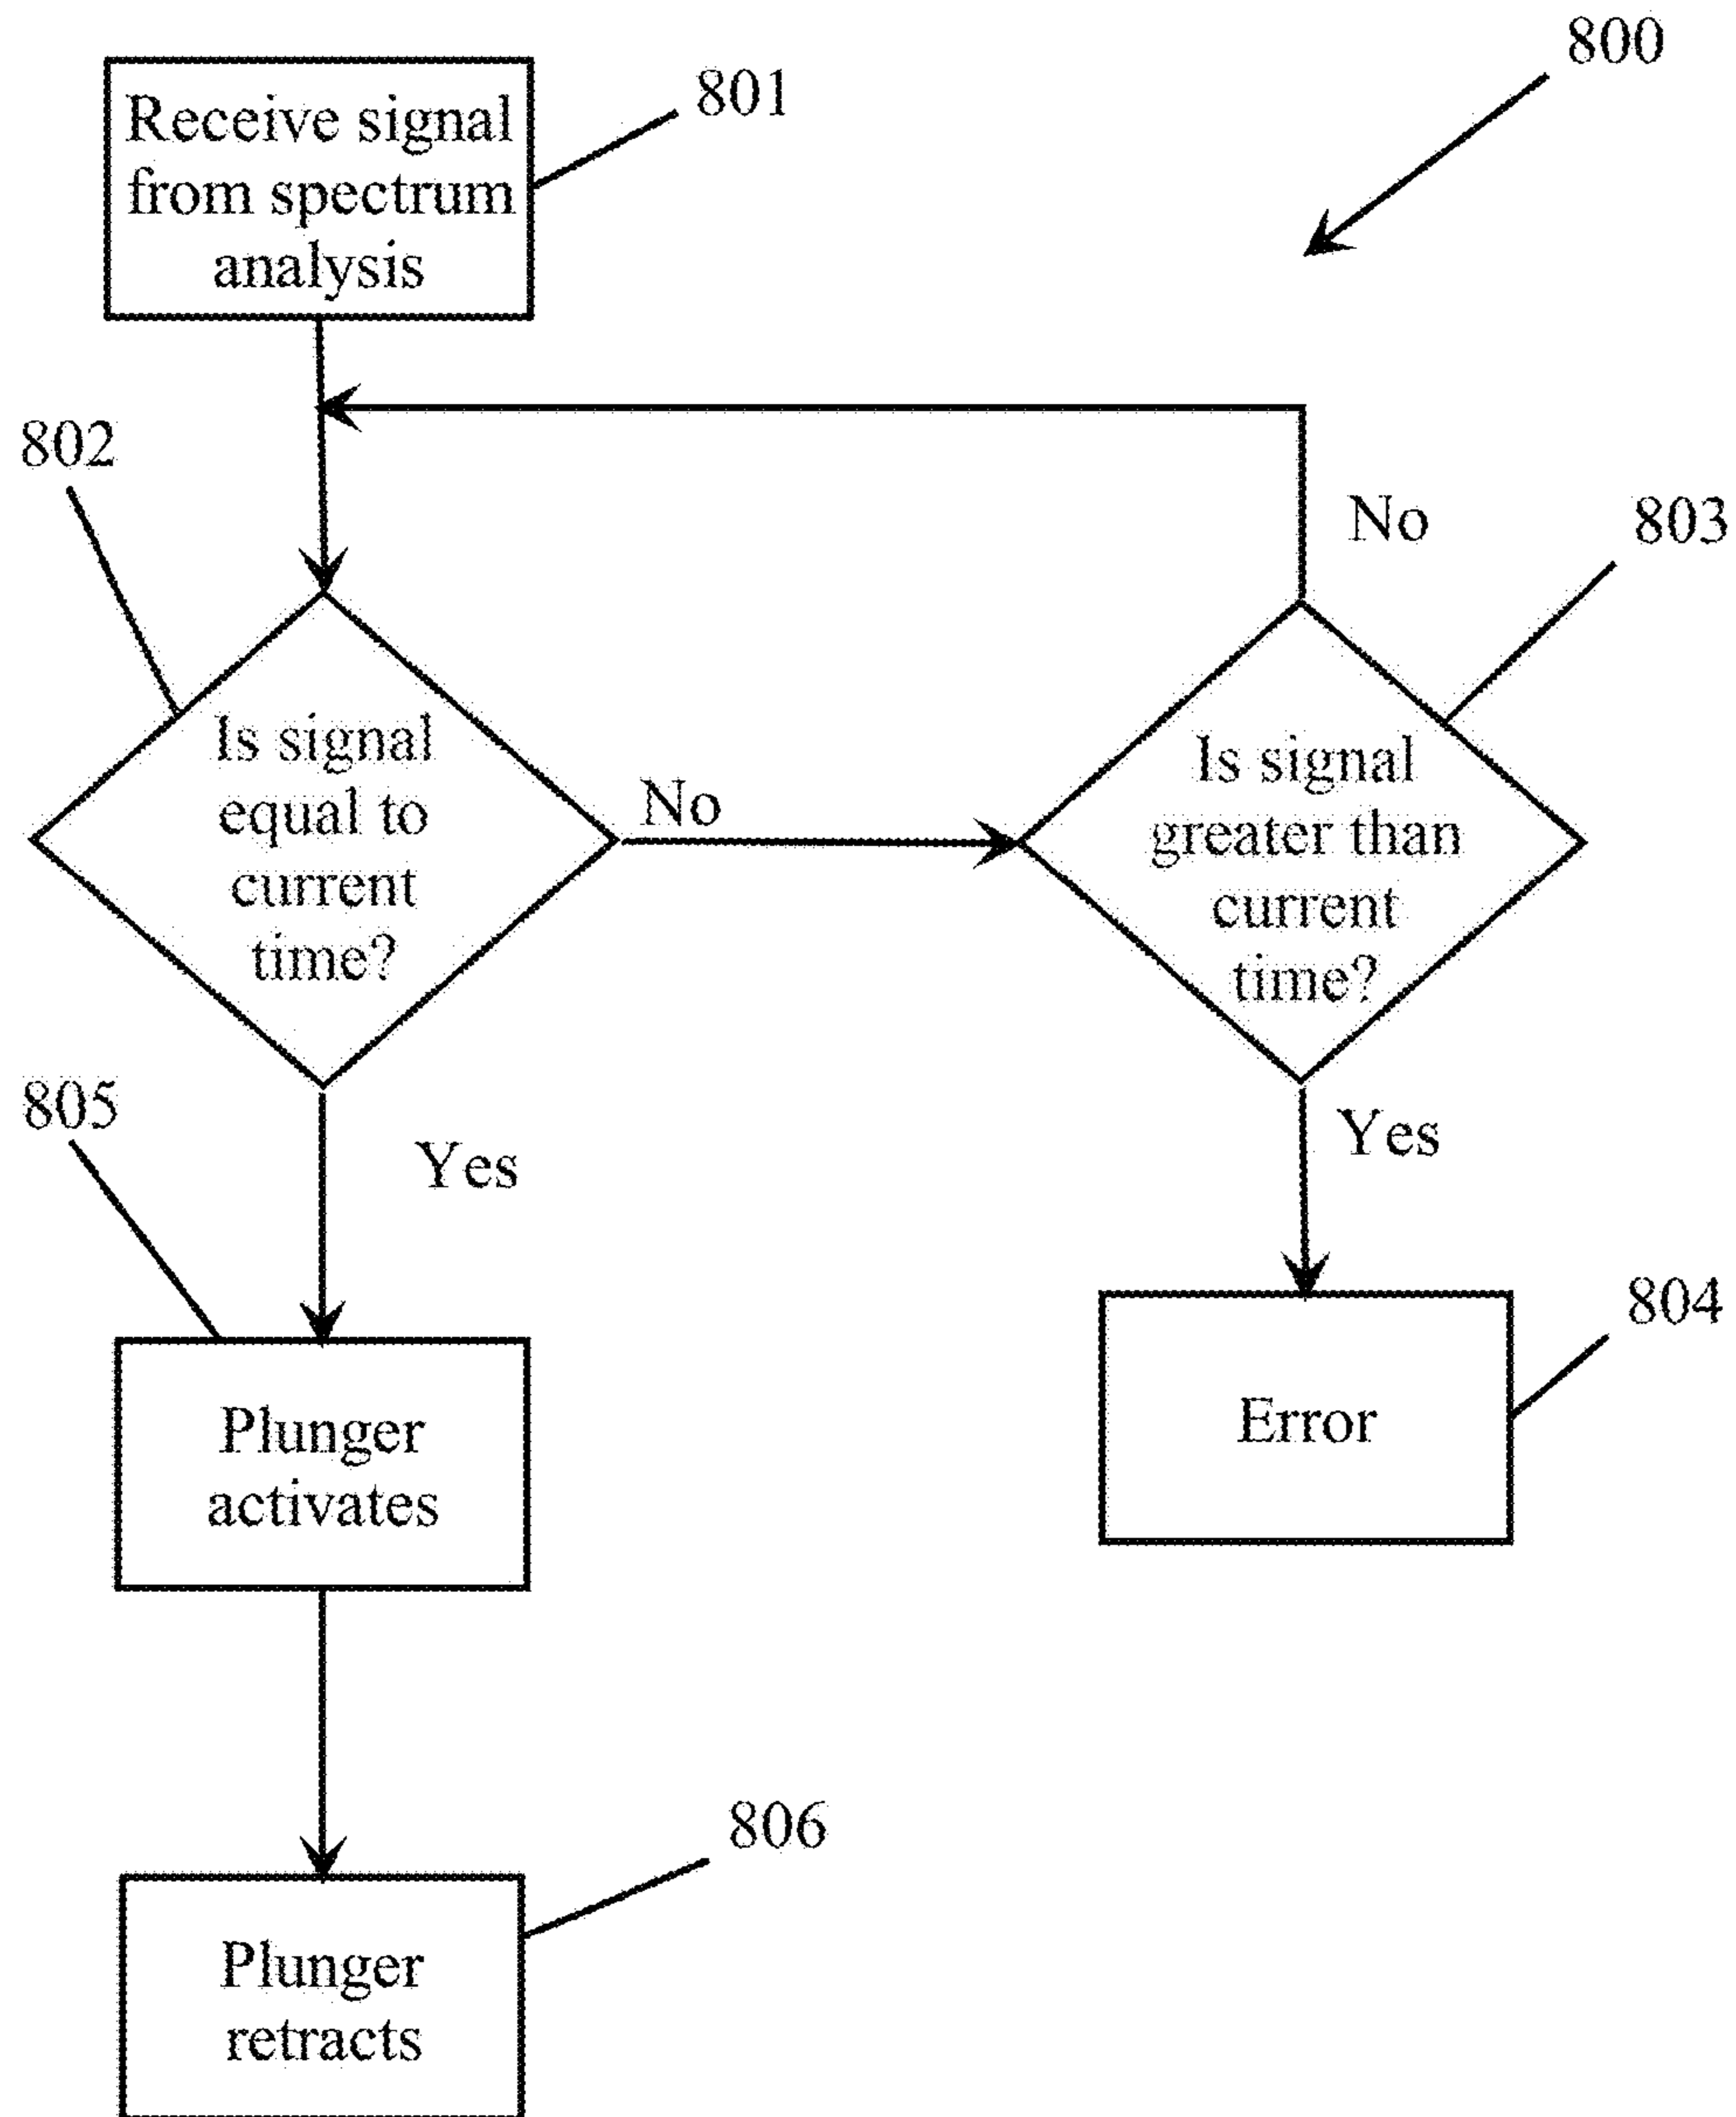 800
Receive signal
from spectrum
analysis
801
802
No
803
Is signal
equal to
current
time?
No
Is signal
greater than
current
time?
805
Yes
Yes
804
Plunger
activates
Error
806
Plunger
retracts